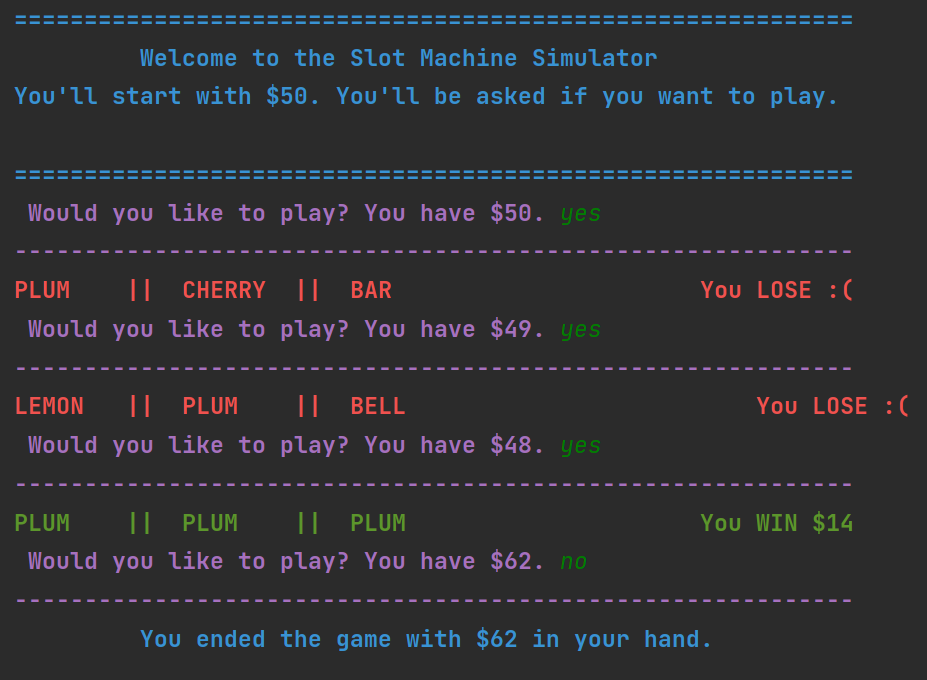 ============================================================
Welcome to the Slot Machine Simulator
You'll start with $50. You'll be asked if you want to play.
============================================================
Would you like to play? You have $50. yes
------------------------------------------------------------
PLUM    ||  CHERRY  ||  BAR                      You LOSE :(
Would you like to play? You have $49. yes
------------------------------------------------------------
LEMON   ||  PLUM    ||  BELL                         You LOSE :(
Would you like to play? You have $48. yes
------------------------------------------------------------
PLUM    ||  PLUM    ||  PLUM                     You WIN $14
Would you like to play? You have $62. no
------------------------------------------------------------
You ended the game with $62 in your hand.